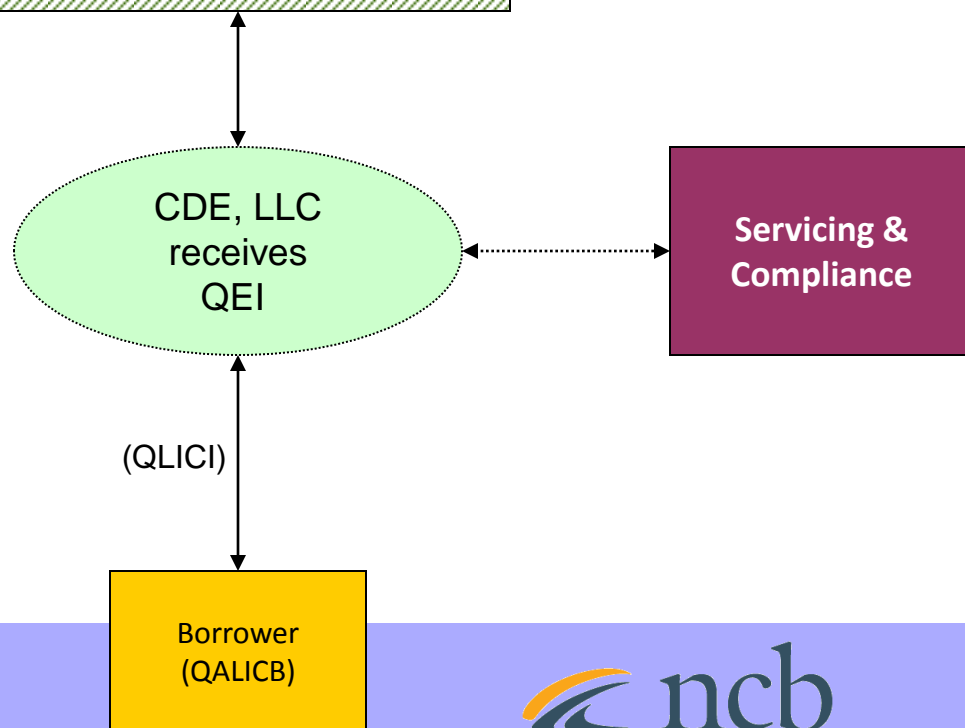 CDE, LLC
receives
QEI
Servicing &
Compliance
(QLICI)
Borrower
(QALICB)
ncb